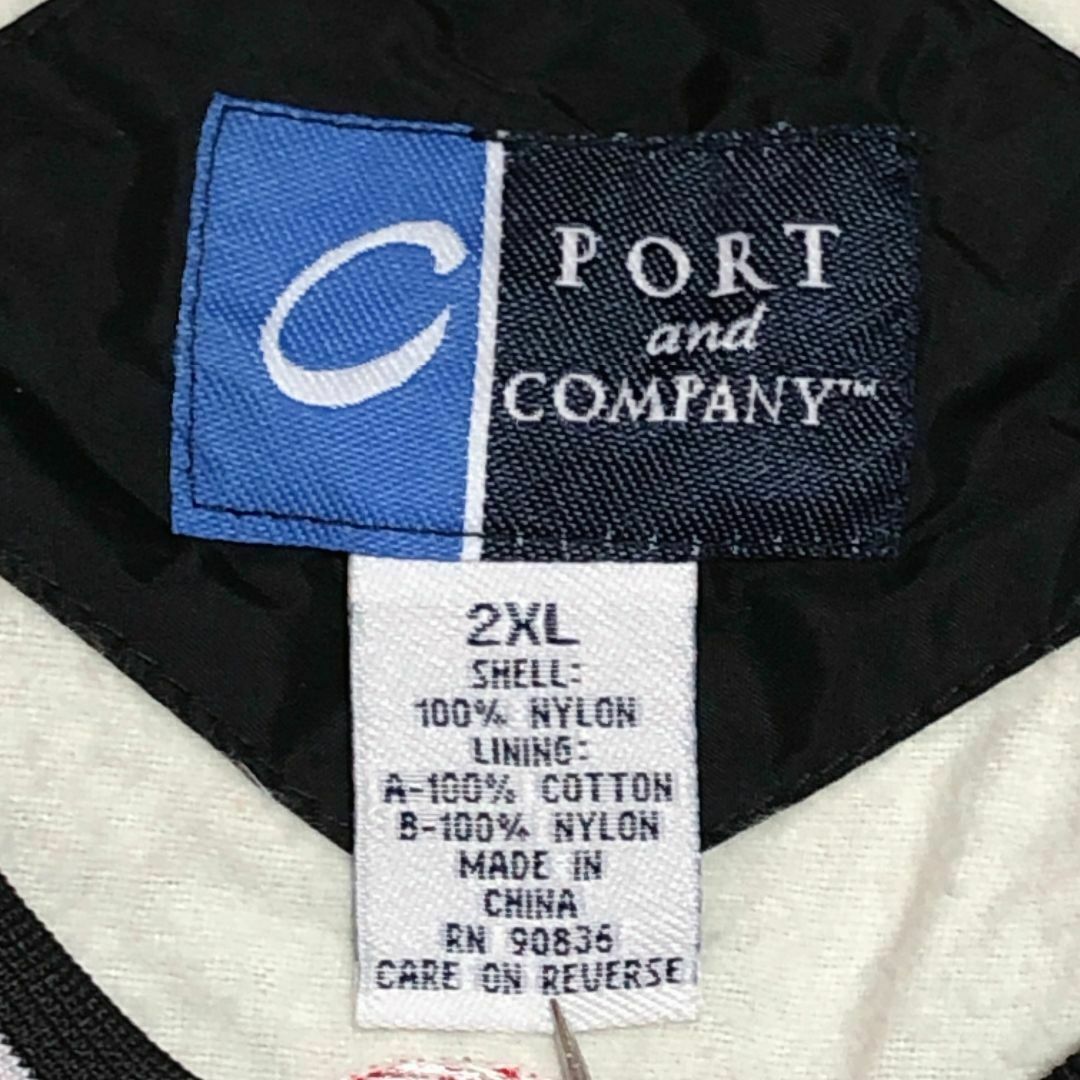 C
PORT
and
COMPANY™
2XL
SHELL:
100% NYLON
LINING:
A-100% COTTON
B-100% NYLON
MADE IN
CHINA
RN 90836
CARE ON REVERSE